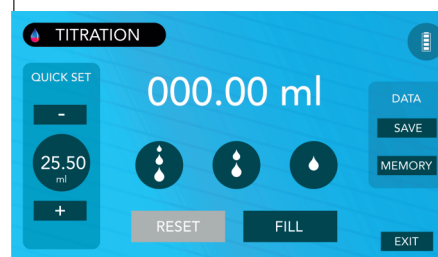 TITRATION
QUICK SET
-
25.50
ml
+
000.00 ml
RESET
FILL
DATA
SAVE
MEMORY
EXIT